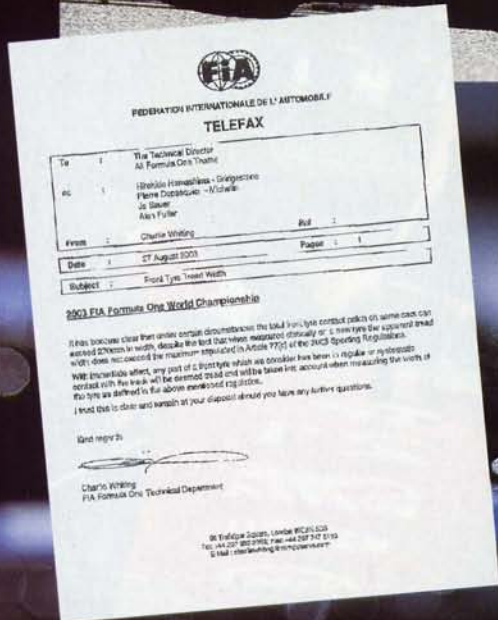 FIA
FEDERATION INTERNATIONALE DE L'AUTOMOBILE
TELEFAX
To : The Technical Director
All Formula One Teams
cc : Hirohide Hamashima - Bridgestone
Pierre Dupasquier - Michelin
Jo Bauer
Alan Fuller
From : Charlie Whiting Ref :
Date : 27 August 2003 Pages : 1
Subject : Front Tyre Tread Width
2003 FIA Formula One World Championship
It has become clear that under certain circumstances the total front tyre contact patch on some cars can
exceed 270mm in width, despite the fact that when measured statically or a new tyre the apparent tread
width does not exceed the maximum stipulated in Article 77(c) of the 2003 Sporting Regulations.
With immediate effect, any part of a front tyre which we consider has been in regular or systematic
contact with the track will be deemed tread and will be taken into account when measuring the width of
the tyre as defined in the above mentioned regulation.
I trust this is clear and remain at your disposal should you have any further questions.
Kind regards
Charlie Whiting
FIA Formula One Technical Department
Trafalgar Square, London